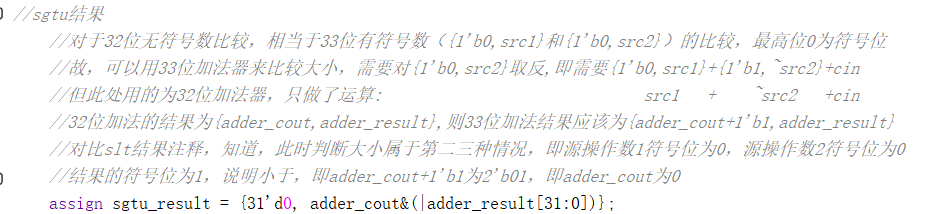 //sgtu结果
//对于32位无符号数比较，相当于33位有符号数（{1'b0,src1}和{1'b0,src2}）的比较，最高位0为符号位
//故，可以用33位加法器来比较大小，需要对{1'b0,src2}取反,即需要{1'b0,src1}+{1'b1,~src2}+cin
//但此处用的为32位加法器，只做了运算: src1 + ~src2 +cin
//32位加法的结果为{adder_cout,adder_result},则33位加法结果应该为{adder_cout+1'b1,adder_result}
//对比slt结果注释，知道，此时判断大小属于第二三种情况，即源操作数1符号位为0，源操作数2符号位为0
//结果的符号位为1，说明小于，即adder_cout+1'b1为2'b01，即adder_cout为0
assign sgtu_result = {31'd0, adder_cout&(|adder_result[31:0])};